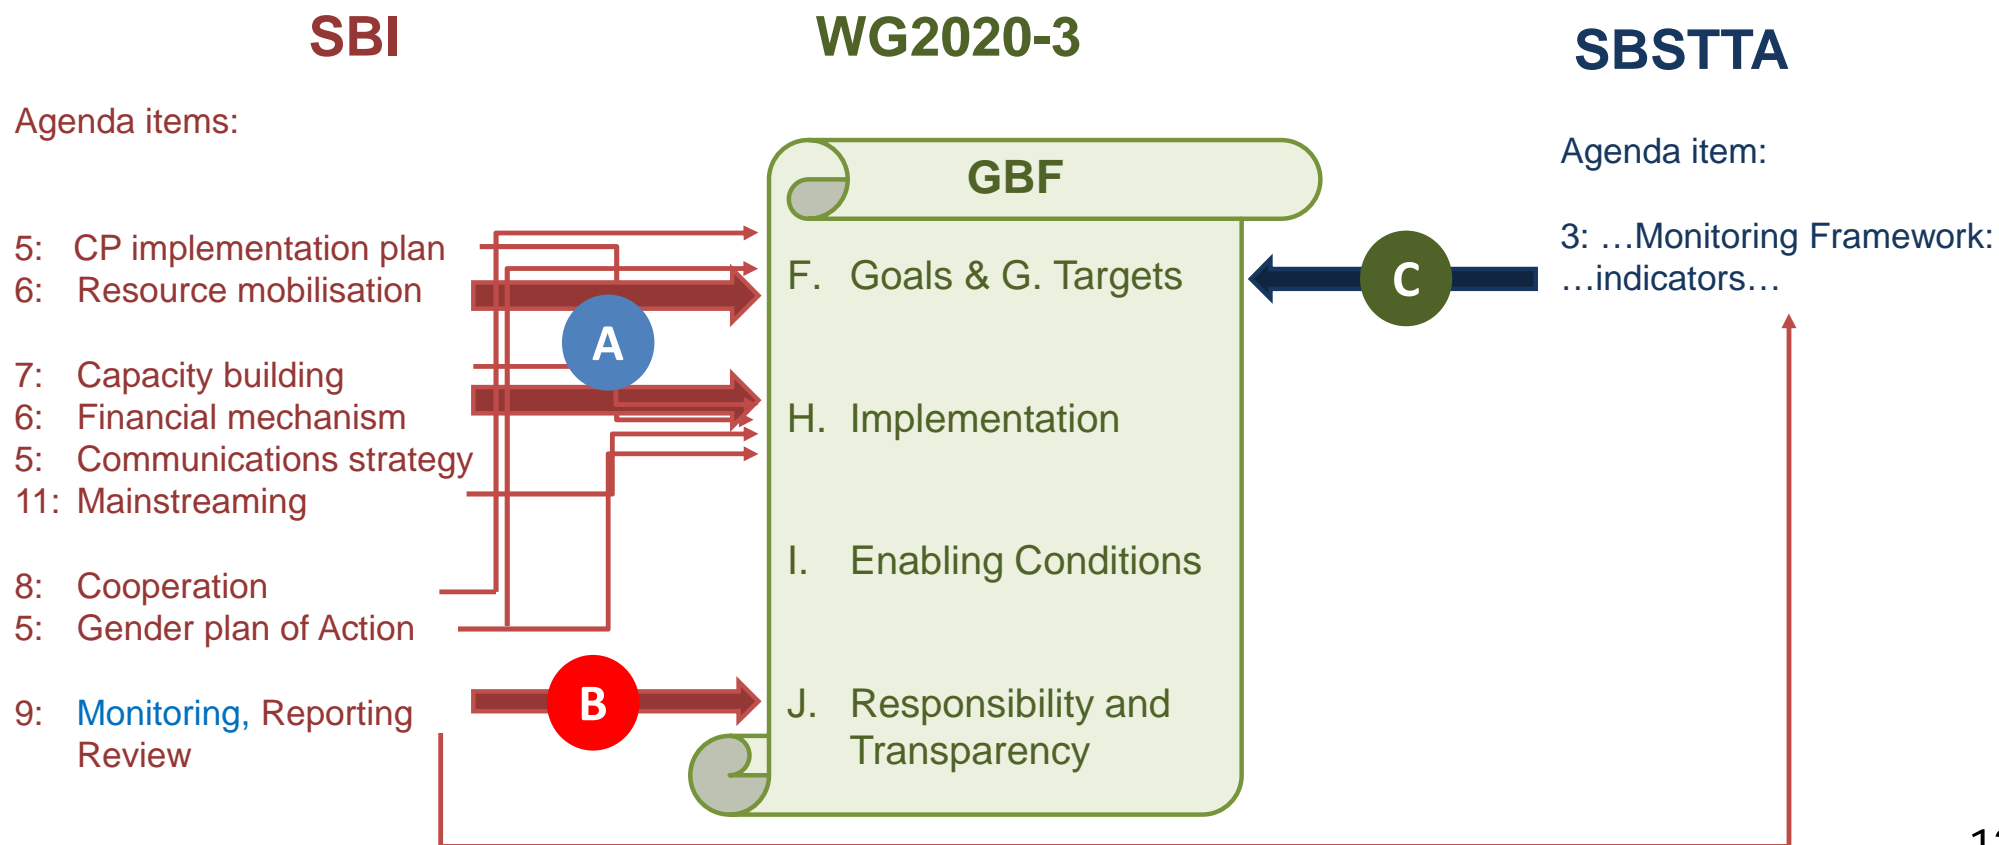 SBI
WG2020-3
SBSTTA
Agenda items:
5: CP implementation plan
6: Resource mobilisation
7: Capacity building
6: Financial mechanism
5: Communications strategy
11: Mainstreaming
8: Cooperation
5: Gender plan of Action
9: Monitoring, Reporting
Review
A
B
GBF
F. Goals & G. Targets
H. Implementation
I. Enabling Conditions
J. Responsibility and
Transparency
C
Agenda item:
3: …Monitoring Framework:
…indicators…